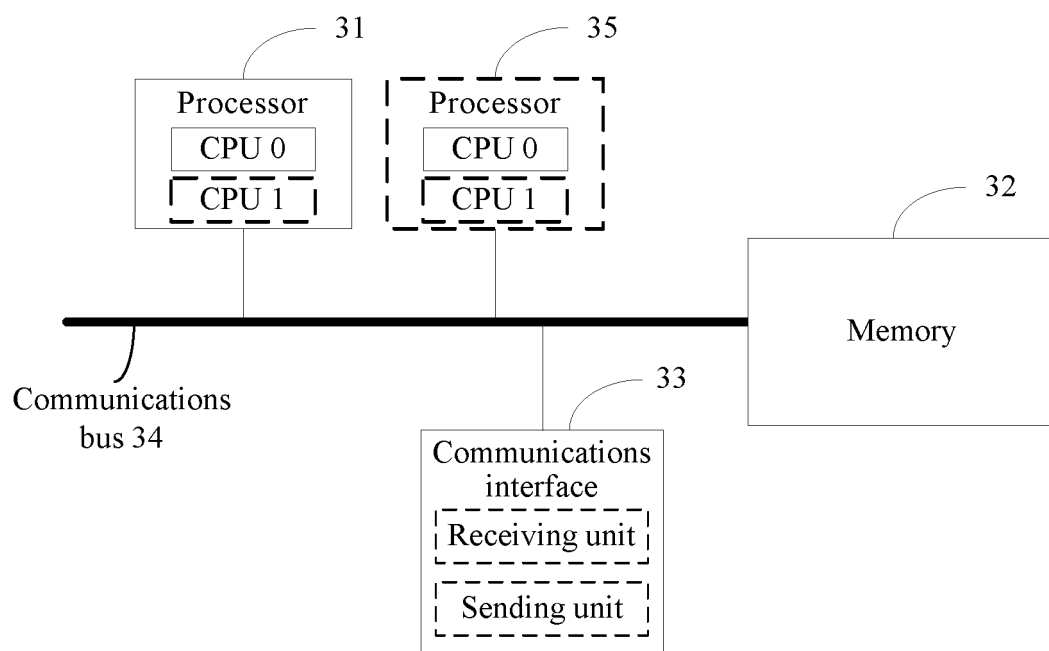 31
35
Processor
CPU 0
CPU 1
Processor
CPU 0
CPU 1
32
Memory
Communications
bus 34
33
Communications
interface
Receiving unit
Sending unit